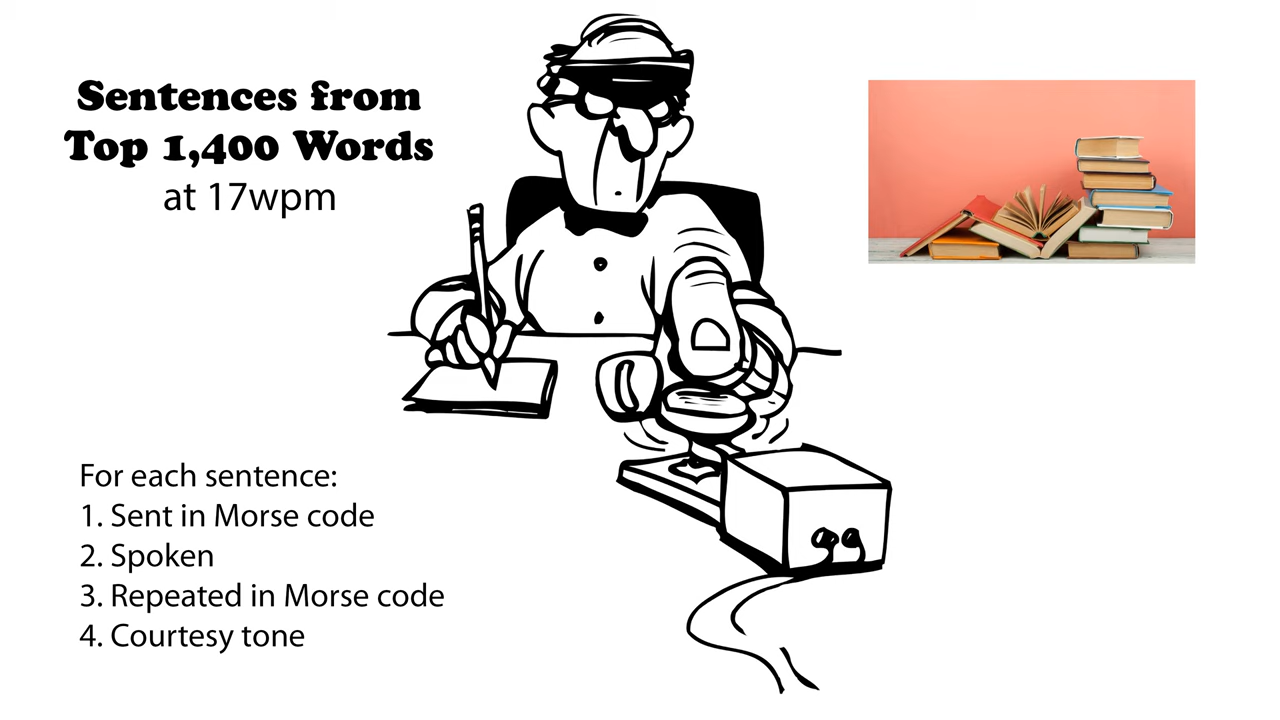 Sentences from
Top 1,400 Words
at 17wpm
For each sentence:
1. Sent in Morse code
2. Spoken
3. Repeated in Morse code
4. Courtesy tone